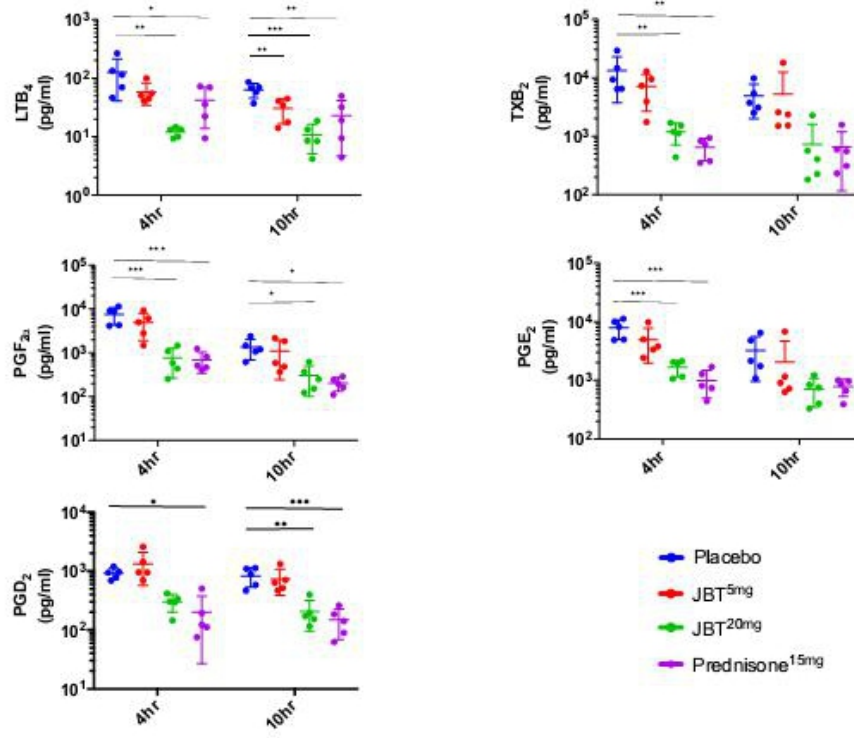 10³
10²
10¹
10⁰
LTB₄
(pg/ml)
*
**
**
***
**
4hr
10hr
10⁵
10⁴
10³
10²
TXB₂
(pg/ml)
**
**
4hr
10hr
10⁵
10⁴
10³
10²
10¹
PGF₂α
(pg/ml)
***
***
*
*
4hr
10hr
10⁵
10⁴
10³
10²
PGE₂
(pg/ml)
***
***
4hr
10hr
10⁴
10³
10²
10¹
PGD₂
(pg/ml)
*
***
**
4hr
10hr
Placebo
JBT⁵ᵐᵍ
JBT²⁰ᵐᵍ
Prednisone¹⁵ᵐᵍ